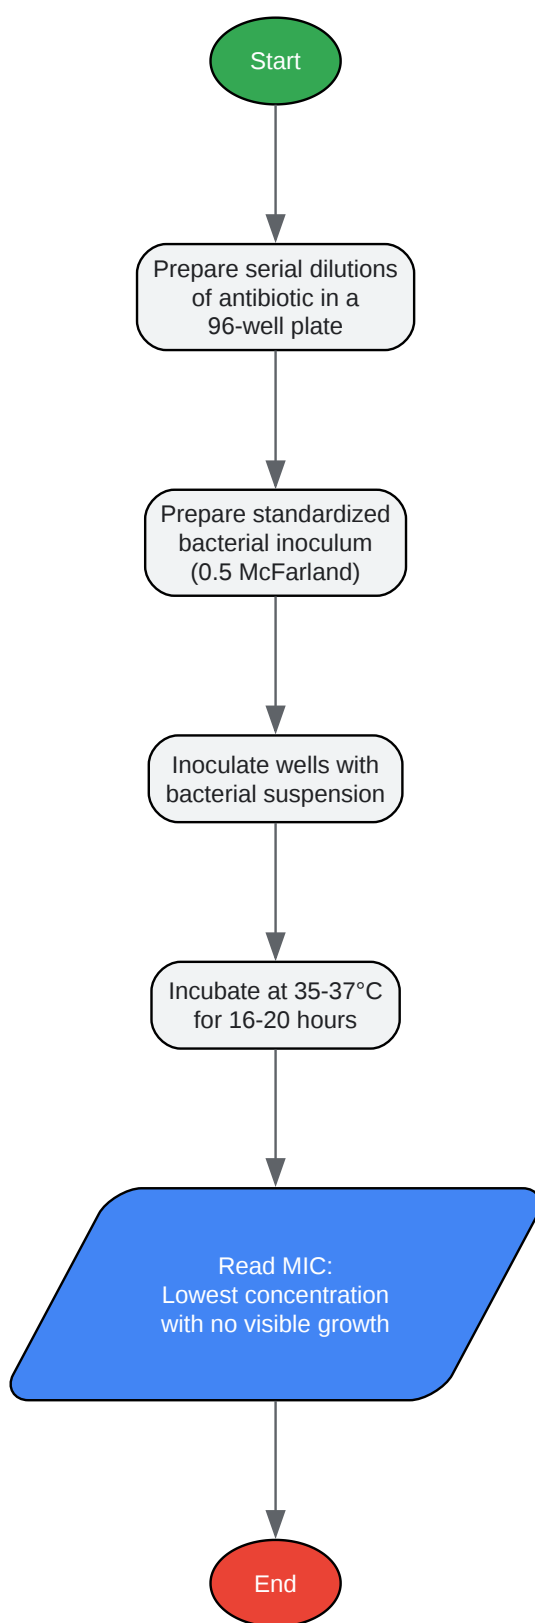 Start
Prepare serial dilutions
of antibiotic in a
96-well plate
Prepare standardized
bacterial inoculum
(0.5 McFarland)
Inoculate wells with
bacterial suspension
Incubate at 35-37°C
for 16-20 hours
Read MIC:
Lowest concentration
with no visible growth
End